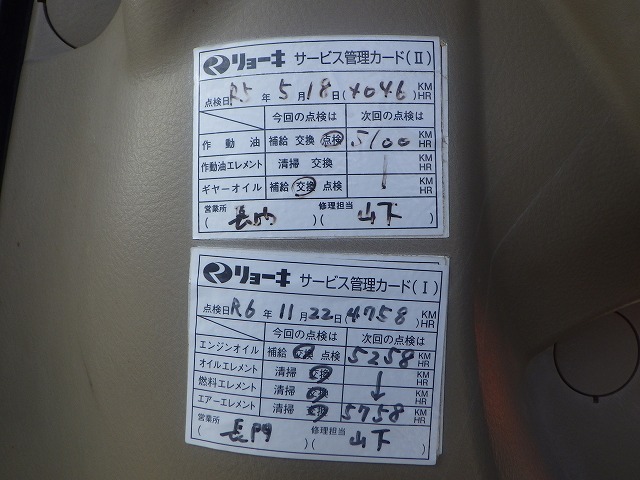 リョーキ サービス管理カード(Ⅱ)
点検日 R5 年 5 月 18 日 ( 4046 ) KM HR
今回の点検は 次回の点検は
作動油 補給 交換 点検 5100 KM HR
作動油エレメント 清掃 交換 KM HR
ギヤーオイル 補給 交換 点検 KM HR
営業所 修理担当
( 長門 )( 山下 )
リョーキ サービス管理カード(Ⅰ)
点検日 R6 年 11 月 22 日 ( 4758 ) KM HR
今回の点検は 次回の点検は
エンジンオイル 補給 交換 点検 5258 KM HR
オイルエレメント 清掃 交換 ↓ KM HR
燃料エレメント 清掃 交換 KM HR
エアーエレメント 清掃 交換 5758 KM HR
営業所 修理担当
( 長門 )( 山下 )